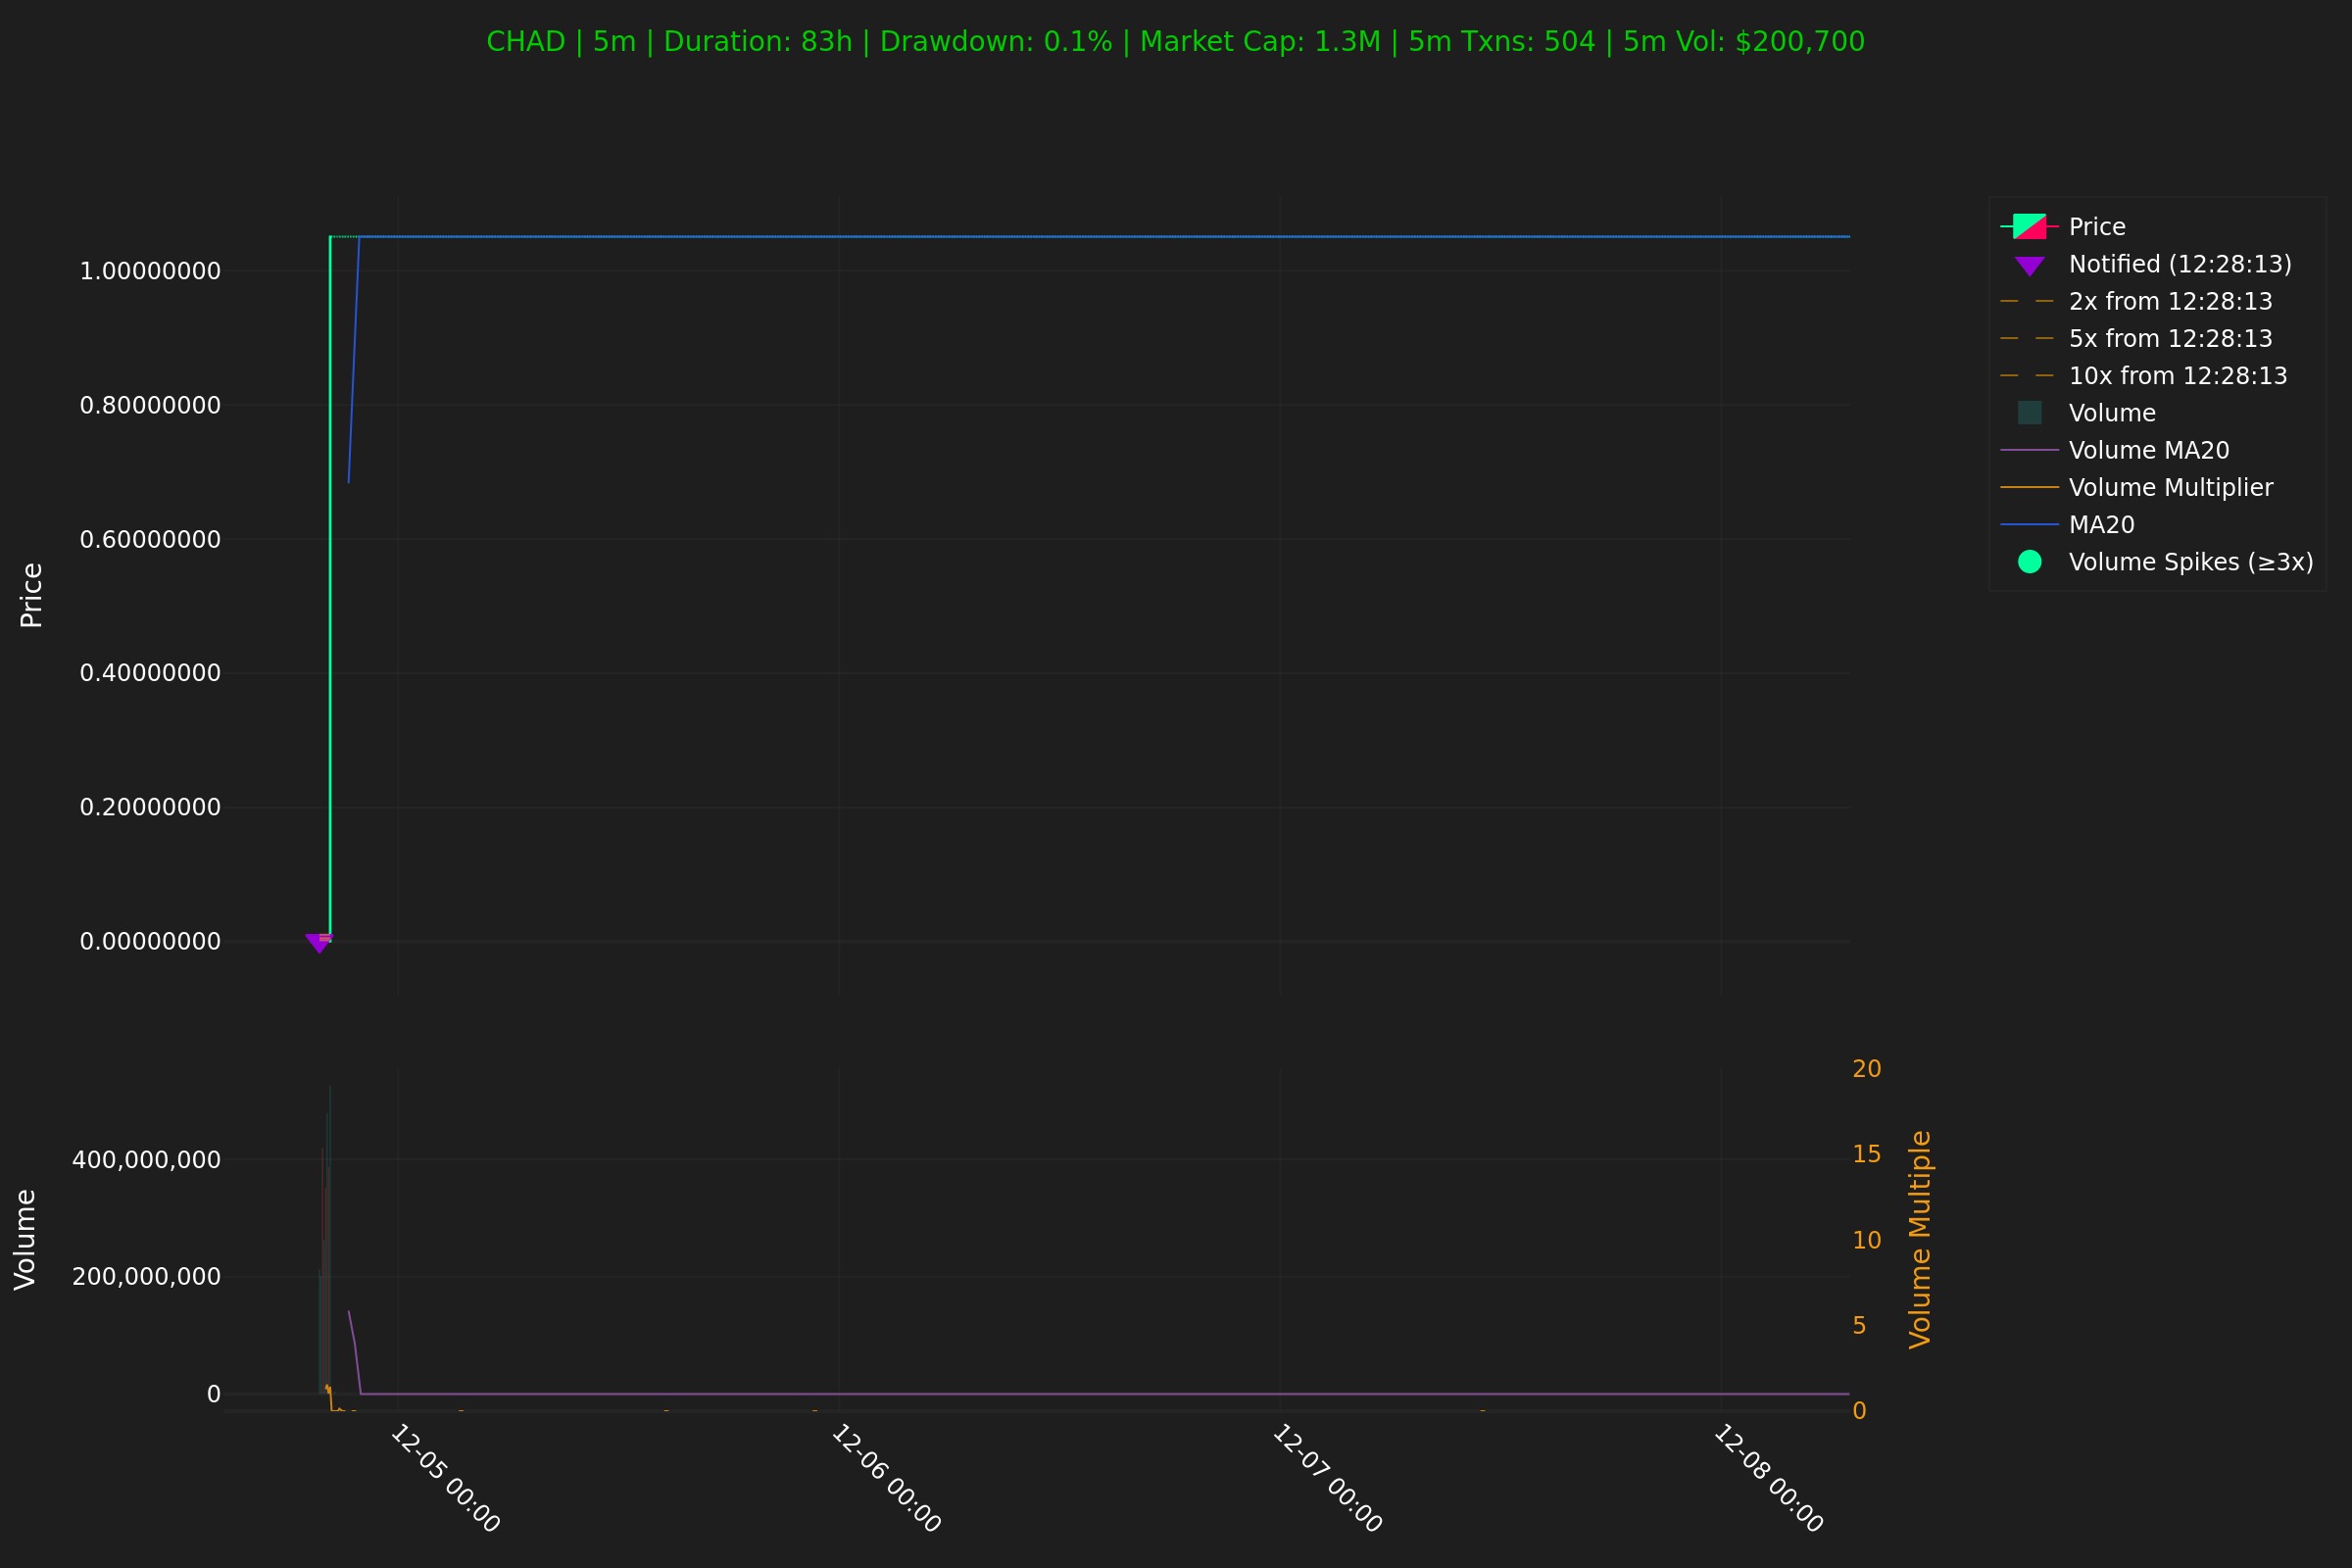 CHAD | 5m | Duration: 83h | Drawdown: 0.1% | Market Cap: 1.3M | 5m Txns: 504 | 5m Vol: $200,700
Price
1.00000000
0.80000000
0.60000000
0.40000000
0.20000000
0.00000000
Price
Notified (12:28:13)
2x from 12:28:13
5x from 12:28:13
10x from 12:28:13
Volume
Volume MA20
Volume Multiplier
MA20
Volume Spikes (≥3x)
Volume
400,000,000
200,000,000
0
20
15
10
5
0
Volume Multiple
12-05 00:00
12-06 00:00
12-07 00:00
12-08 00:00